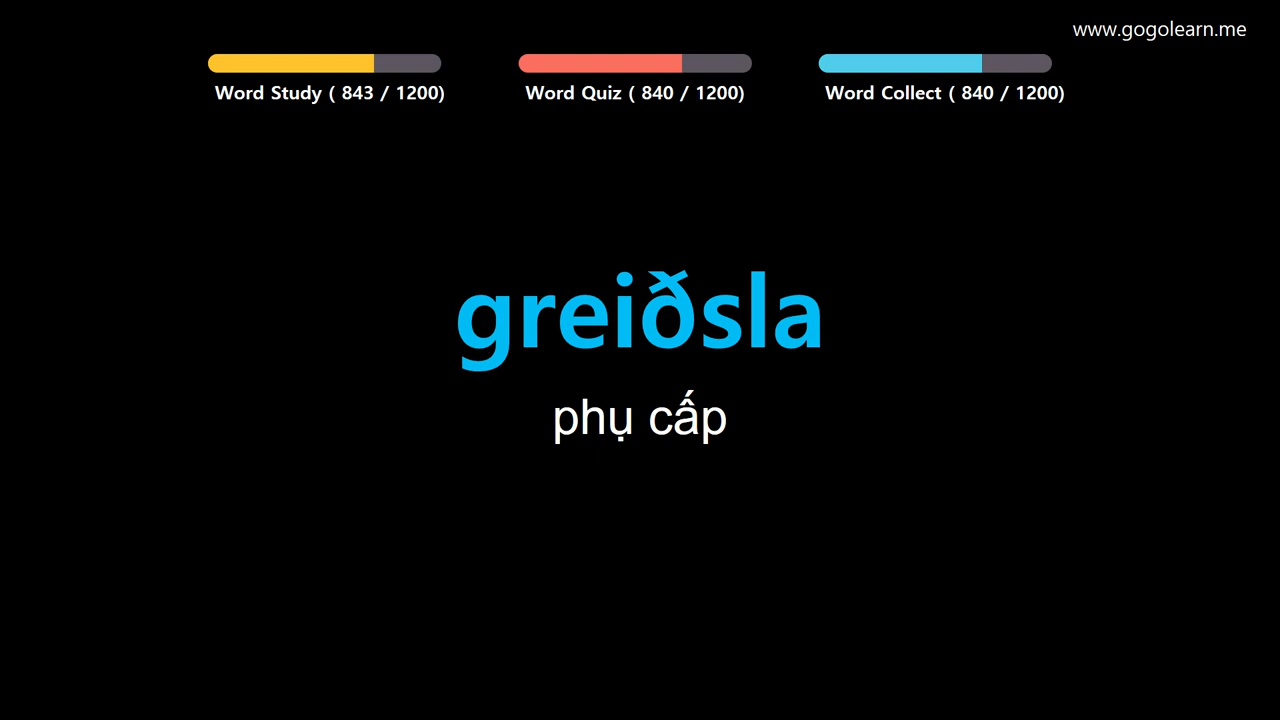 www.gogolearn.me
Word Study ( 843 / 1200)
Word Quiz ( 840 / 1200)
Word Collect ( 840 / 1200)
greiðsla
phụ cấp